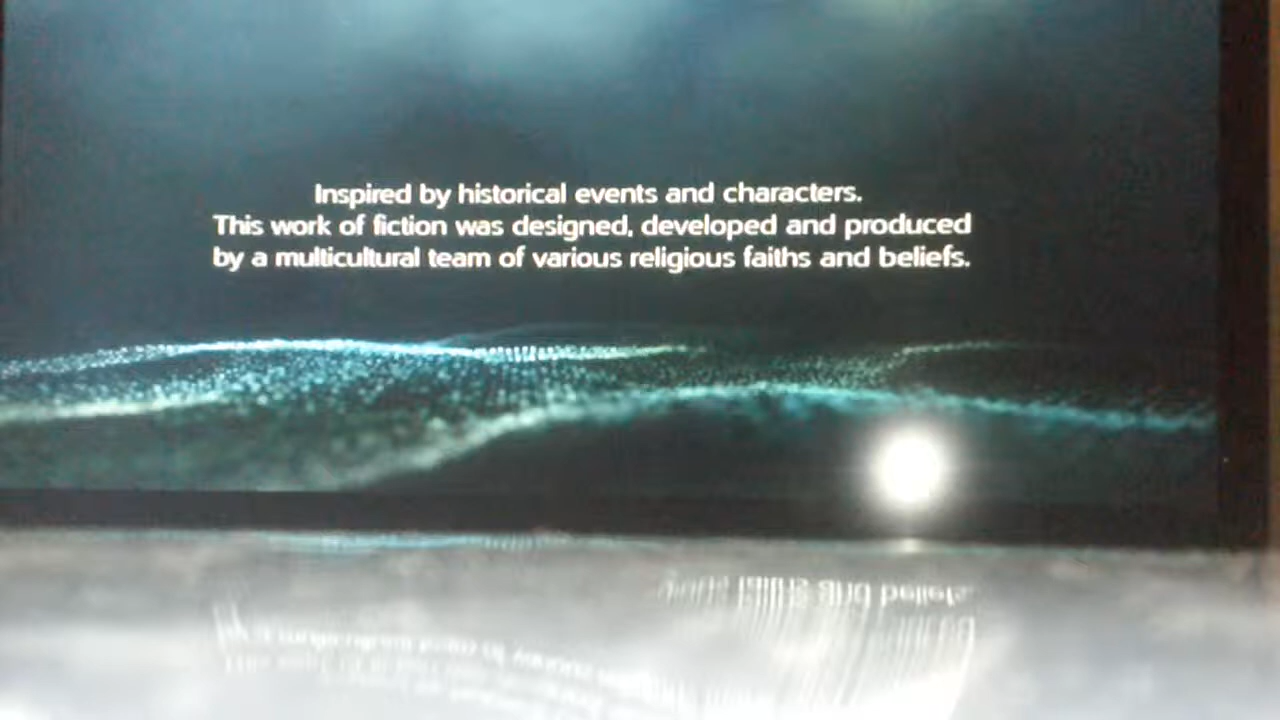 Inspired by historical events and characters.
This work of fiction was designed, developed and produced
by a multicultural team of various religious faiths and beliefs.